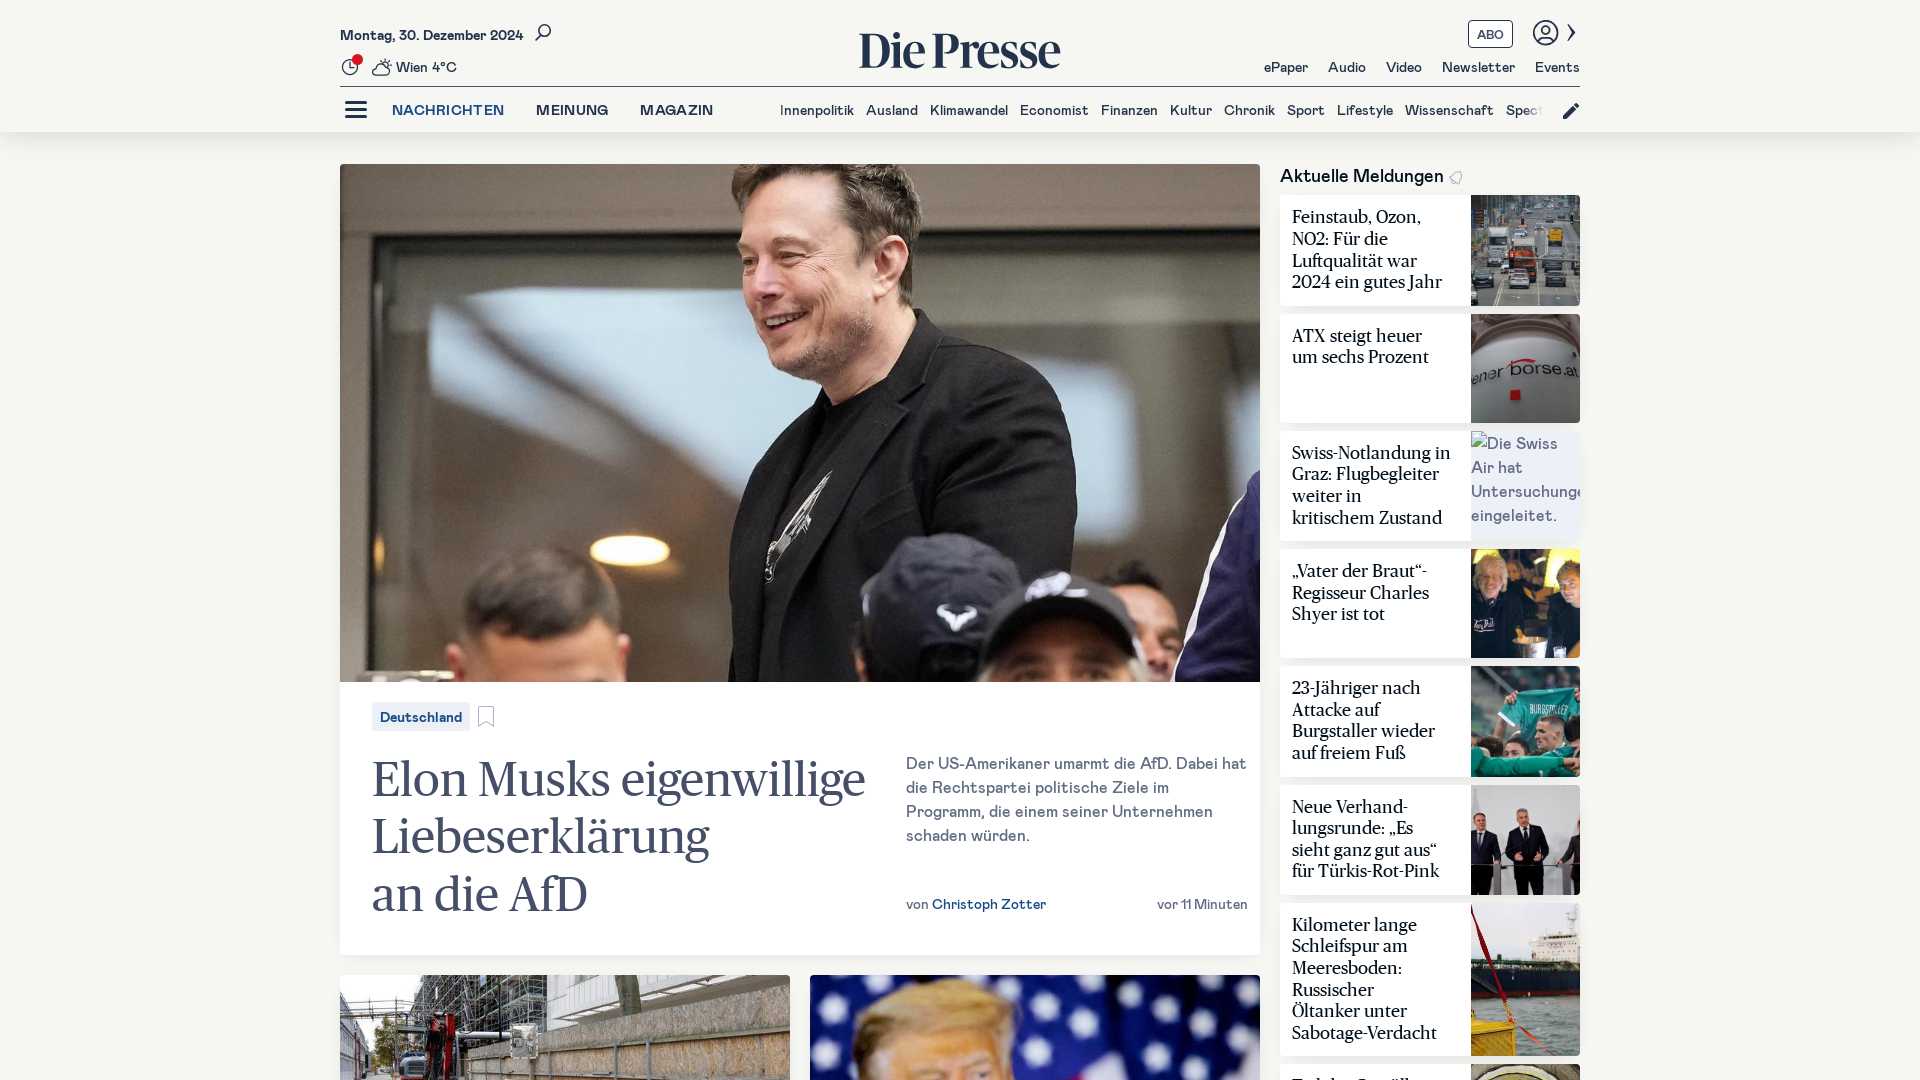 Montag, 30. Dezember 2024
Die Presse
ABO
Wien 4°C
ePaper Audio Video Newsletter Events
NACHRICHTEN MEINUNG MAGAZIN
Innenpolitik Ausland Klimawandel Economist Finanzen Kultur Chronik Sport Lifestyle Wissenschaft Spect
Deutschland
Elon Musks eigenwillige
Liebeserklärung
an die AfD
Der US-Amerikaner umarmt die AfD. Dabei hat
die Rechtspartei politische Ziele im
Programm, die einem seiner Unternehmen
schaden würden.
von Christoph Zotter
vor 11 Minuten
Aktuelle Meldungen
Feinstaub, Ozon,
NO2: Für die
Luftqualität war
2024 ein gutes Jahr
ATX steigt heuer
um sechs Prozent
ener börse.at
Swiss-Notlandung in
Graz: Flugbegleiter
weiter in
kritischem Zustand
Die Swiss
Air hat
Untersuchunge
eingeleitet.
„Vater der Braut“-
Regisseur Charles
Shyer ist tot
23-Jähriger nach
Attacke auf
Burgstaller wieder
auf freiem Fuß
BURGSTALLER
Neue Verhand-
lungsrunde: „Es
sieht ganz gut aus“
für Türkis-Rot-Pink
Kilometer lange
Schleifspur am
Meeresboden:
Russischer
Öltanker unter
Sabotage-Verdacht